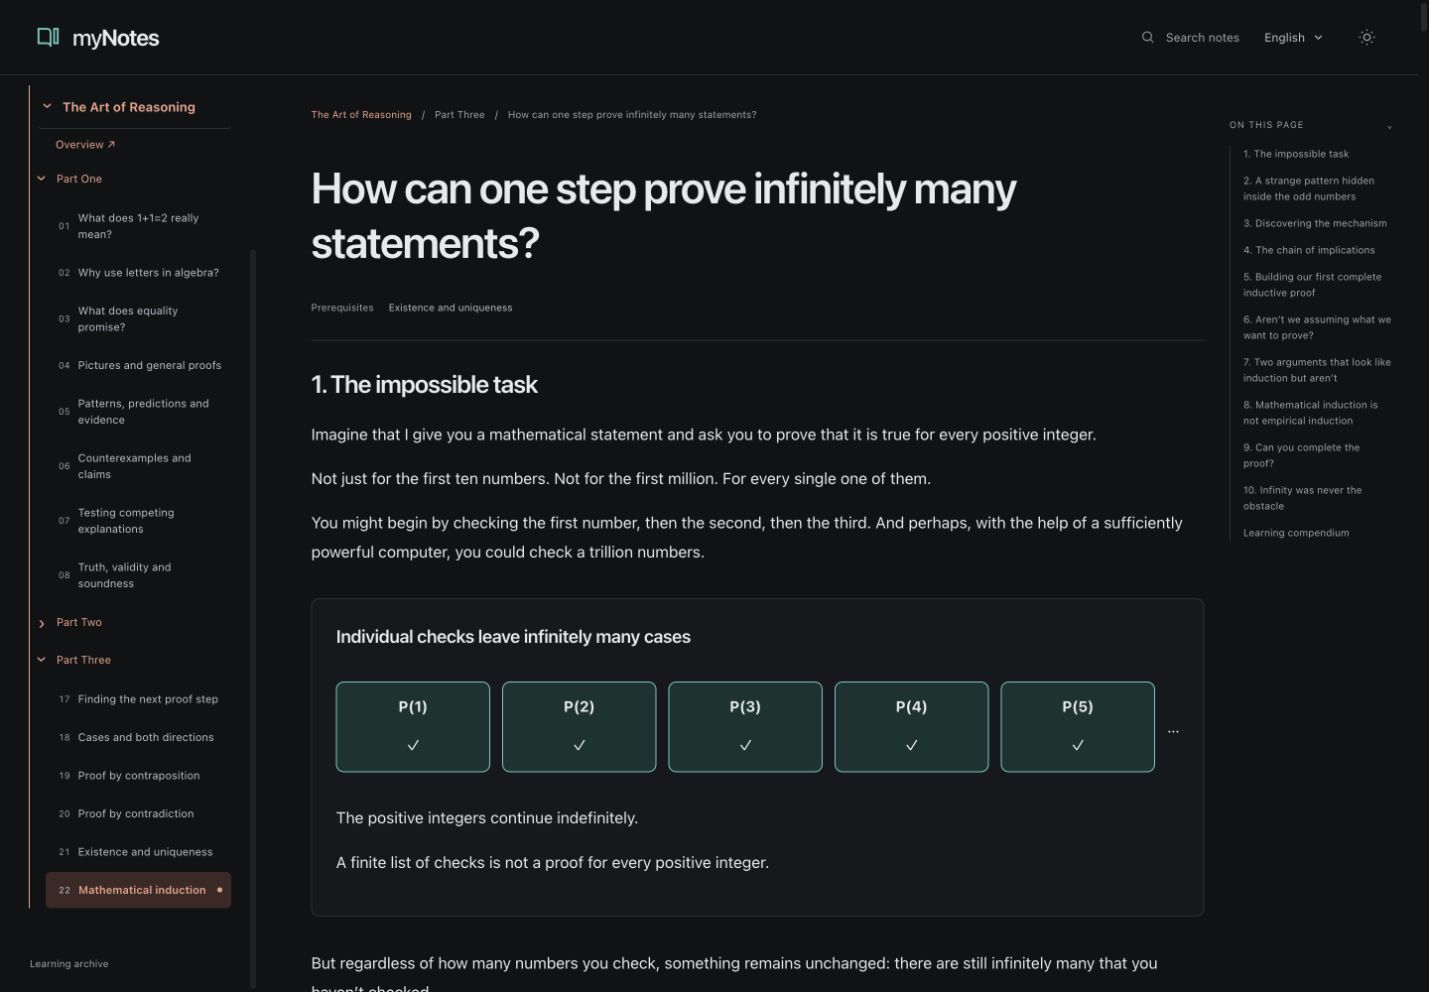 myNotes
Search notes
English
The Art of Reasoning
Overview ↗
Part One
01 What does 1+1=2 really
mean?
02 Why use letters in algebra?
03 What does equality
promise?
04 Pictures and general proofs
05 Patterns, predictions and
evidence
06 Counterexamples and
claims
07 Testing competing
explanations
08 Truth, validity and
soundness
Part Two
Part Three
17 Finding the next proof step
18 Cases and both directions
19 Proof by contraposition
20 Proof by contradiction
21 Existence and uniqueness
22 Mathematical induction
Learning archive
The Art of Reasoning / Part Three / How can one step prove infinitely many statements?
How can one step prove infinitely many
statements?
Prerequisites Existence and uniqueness
1. The impossible task
Imagine that I give you a mathematical statement and ask you to prove that it is true for every positive integer.
Not just for the first ten numbers. Not for the first million. For every single one of them.
You might begin by checking the first number, then the second, then the third. And perhaps, with the help of a sufficiently
powerful computer, you could check a trillion numbers.
Individual checks leave infinitely many cases
P(1) P(2) P(3) P(4) P(5)
✓ ✓ ✓ ✓ ✓ ...
The positive integers continue indefinitely.
A finite list of checks is not a proof for every positive integer.
But regardless of how many numbers you check, something remains unchanged: there are still infinitely many that you
haven't checked.
ON THIS PAGE
1. The impossible task
2. A strange pattern hidden
inside the odd numbers
3. Discovering the mechanism
4. The chain of implications
5. Building our first complete
inductive proof
6. Aren't we assuming what we
want to prove?
7. Two arguments that look like
induction but aren't
8. Mathematical induction is
not empirical induction
9. Can you complete the
proof?
10. Infinity was never the
obstacle
Learning compendium